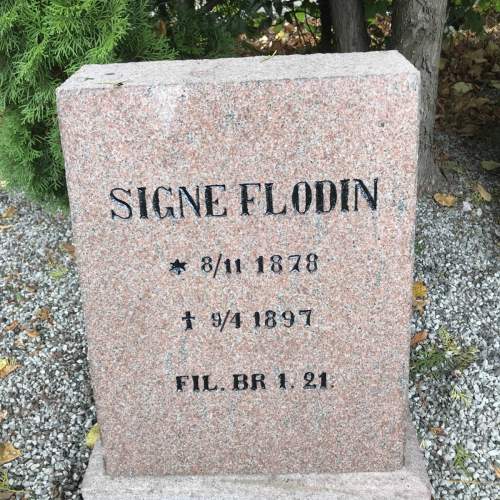 SIGNE FLODIN
* 8/11 1878
† 9/4 1897
FIL. BR 1. 21.